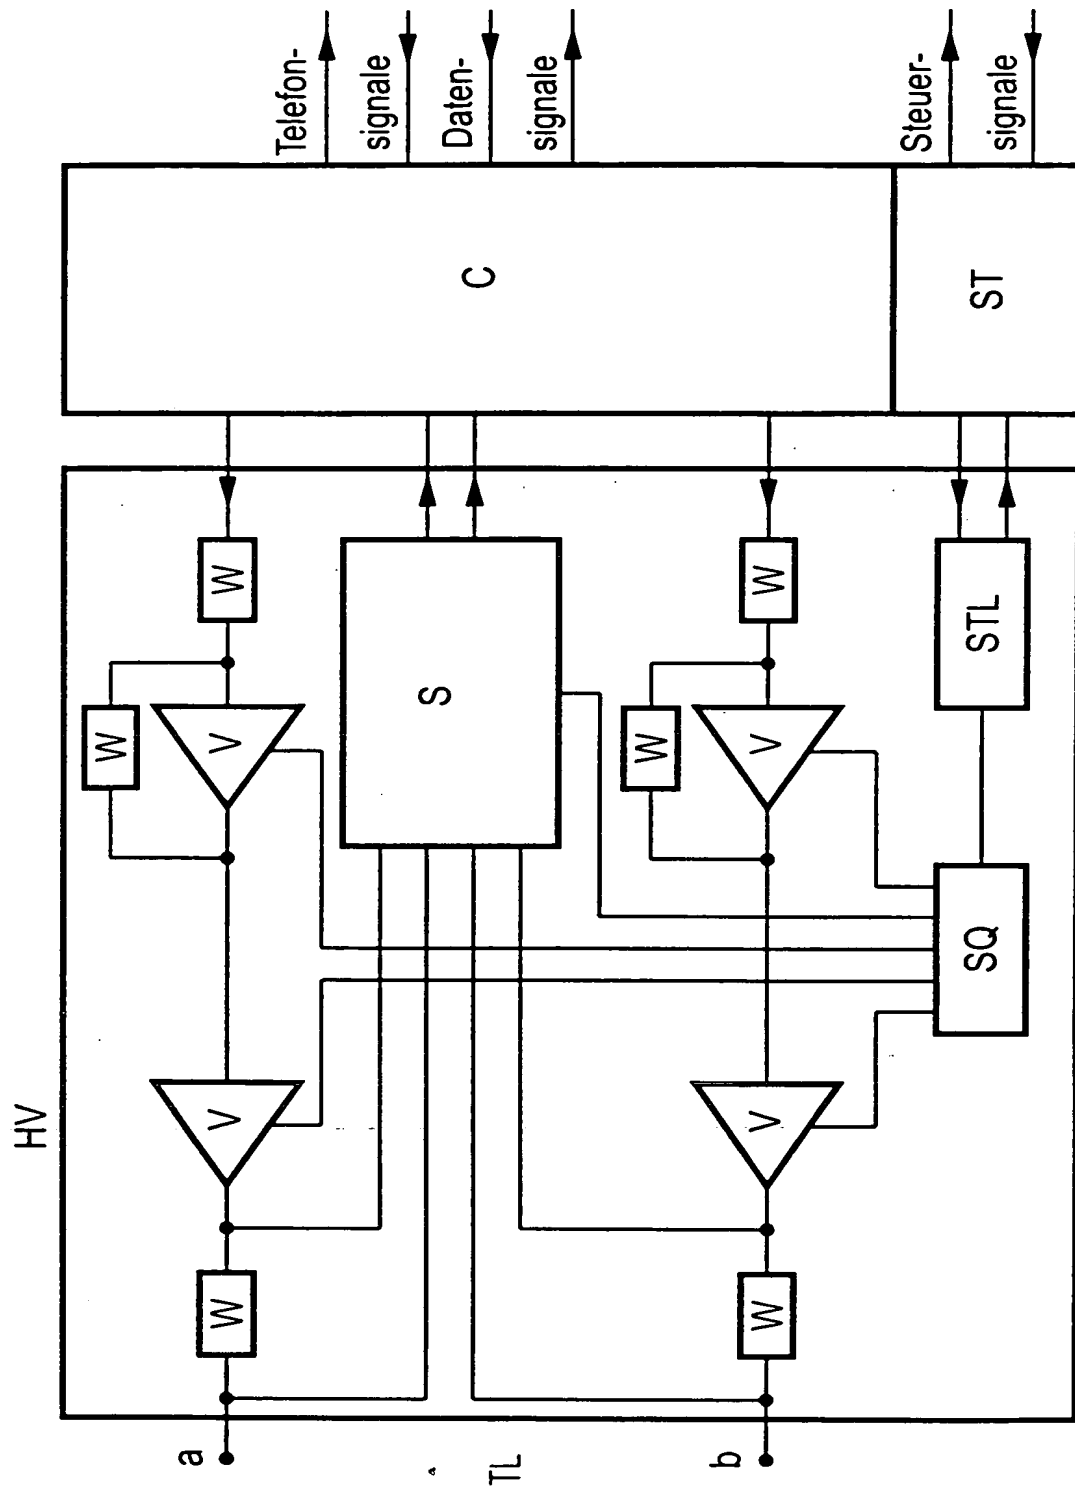 Telefon-
signale
Daten-
signale
Steuer-
signale
C
ST
W
W
W
W
STL
S
V
V
SQ
HV
V
V
W
W
a
TL
b